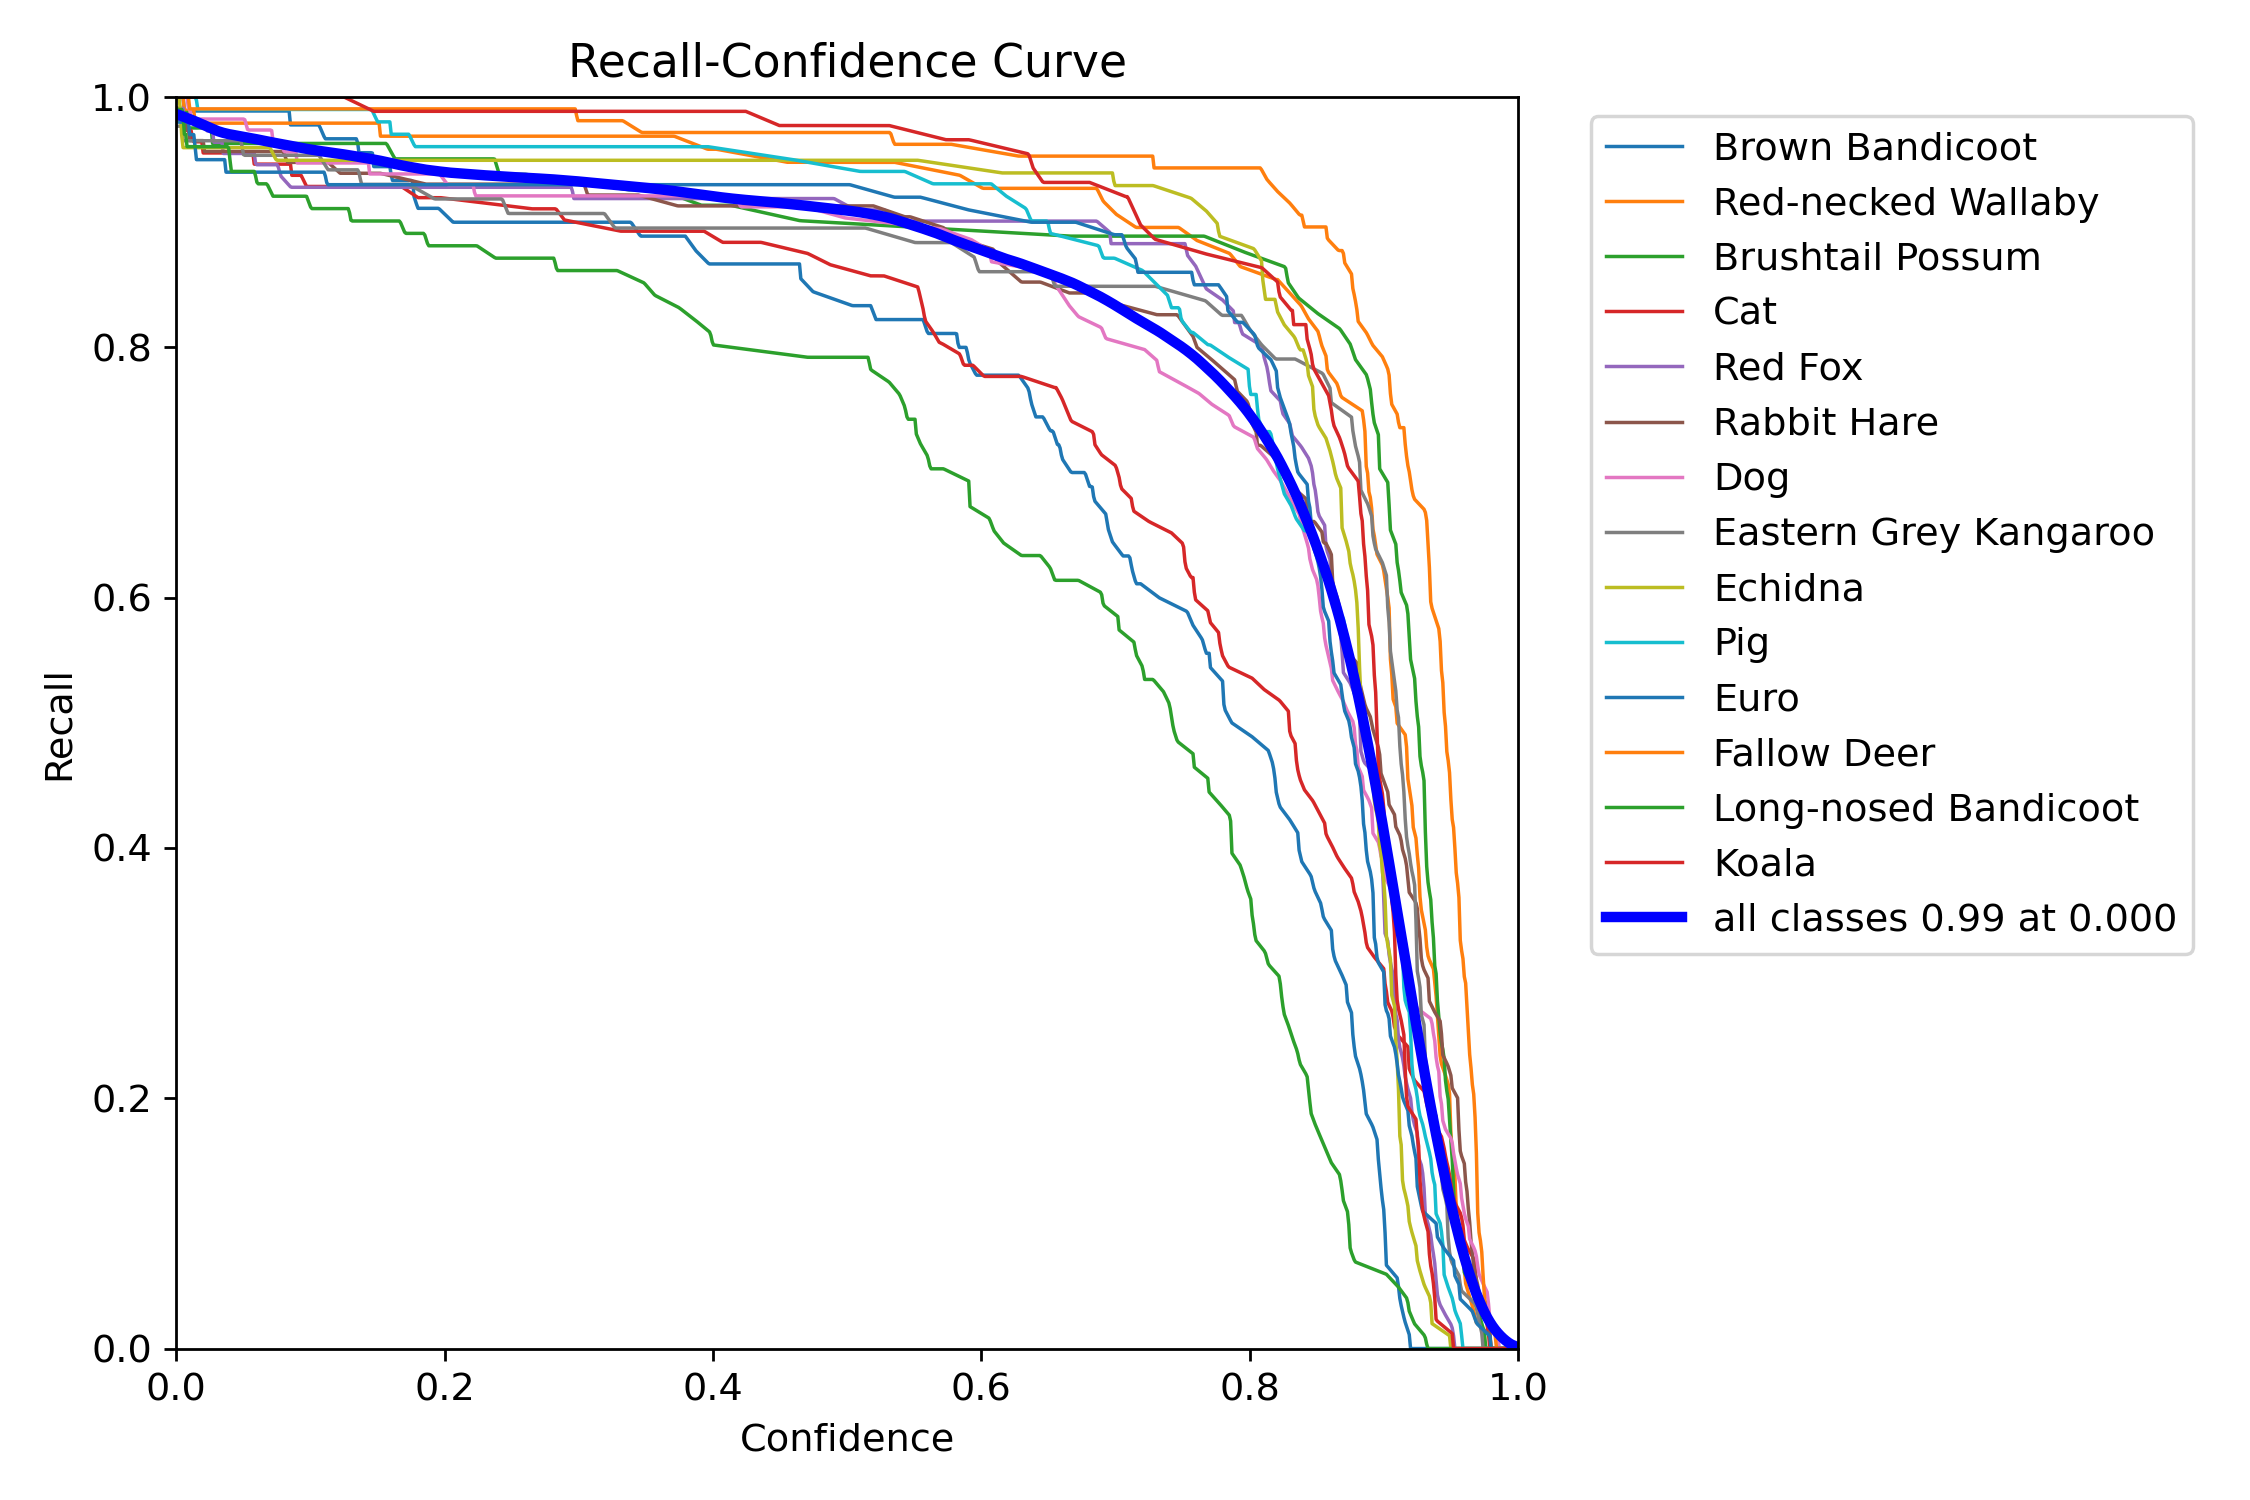 Recall-Confidence Curve
1.0
0.8
0.6
0.4
0.2
0.0
Recall
0.0 0.2 0.4 0.6 0.8 1.0
Confidence
Brown Bandicoot
Red-necked Wallaby
Brushtail Possum
Cat
Red Fox
Rabbit Hare
Dog
Eastern Grey Kangaroo
Echidna
Pig
Euro
Fallow Deer
Long-nosed Bandicoot
Koala
all classes 0.99 at 0.000